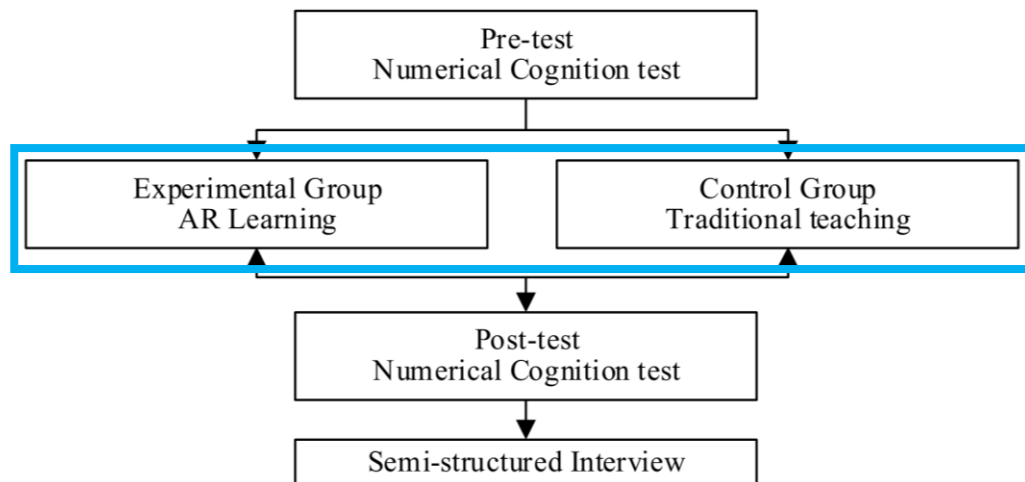 Pre-test
Numerical Cognition test
Experimental Group
AR Learning
Control Group
Traditional teaching
Post-test
Numerical Cognition test
Semi-structured Interview